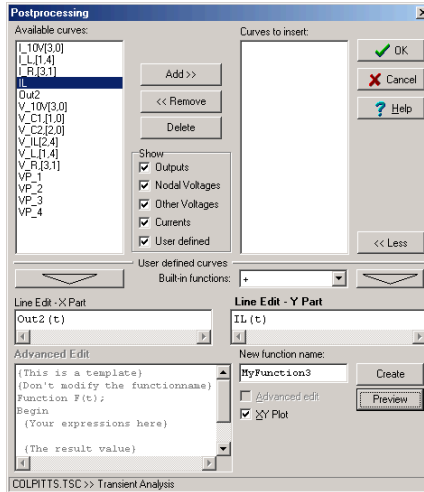 Postprocessing
Available curves:
Curves to insert:
I_10V[3,0]
I_L,[1,4]
I_R,[3,1]
IL
Out2
V_10V[3,0]
V_C1,[1,0]
V_C2,[2,0]
V_IL[2,4]
V_L,[1,4]
V_R,[3,1]
VP_1
VP_2
VP_3
VP_4
Add >>
<< Remove
Delete
Show
Outputs
Nodal Voltages
Other Voltages
Currents
User defined
OK
Cancel
? Help
<< Less
User defined curves
Built-in functions:
+
Line Edit - X Part
Line Edit - Y Part
Out2(t)
IL(t)
Advanced Edit
{This is a template}
{Don't modify the functionname}
Function F(t);
Begin
{Your expressions here}
{The result value}
New function name:
MyFunction3
Create
Advanced edit
Preview
XY Plot
COLPITTS.TSC >> Transient Analysis